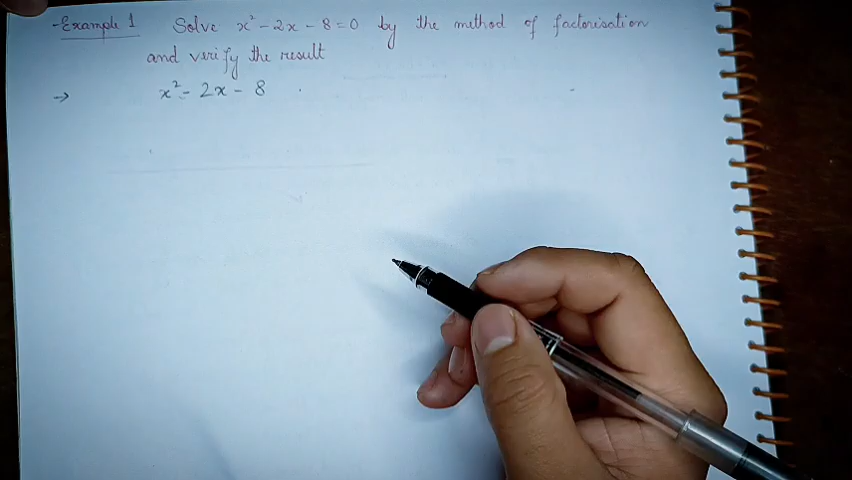 -Example 1 Solve x² - 2x - 8 = 0 by the method of factorisation
and verify the result
→ x² - 2x - 8